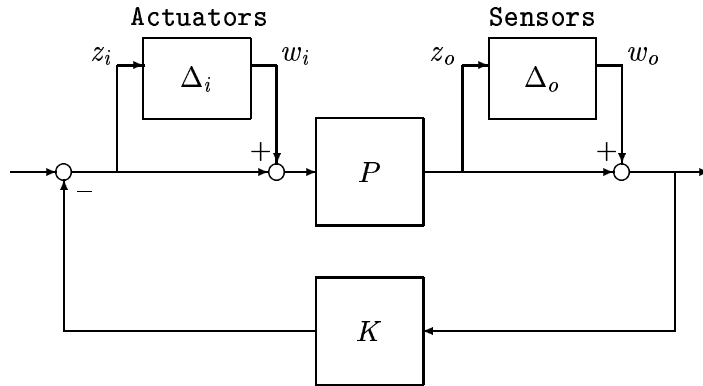 Actuators Sensors
z_i w_i z_o w_o
Δ_i Δ_o
+ +
P
−
K